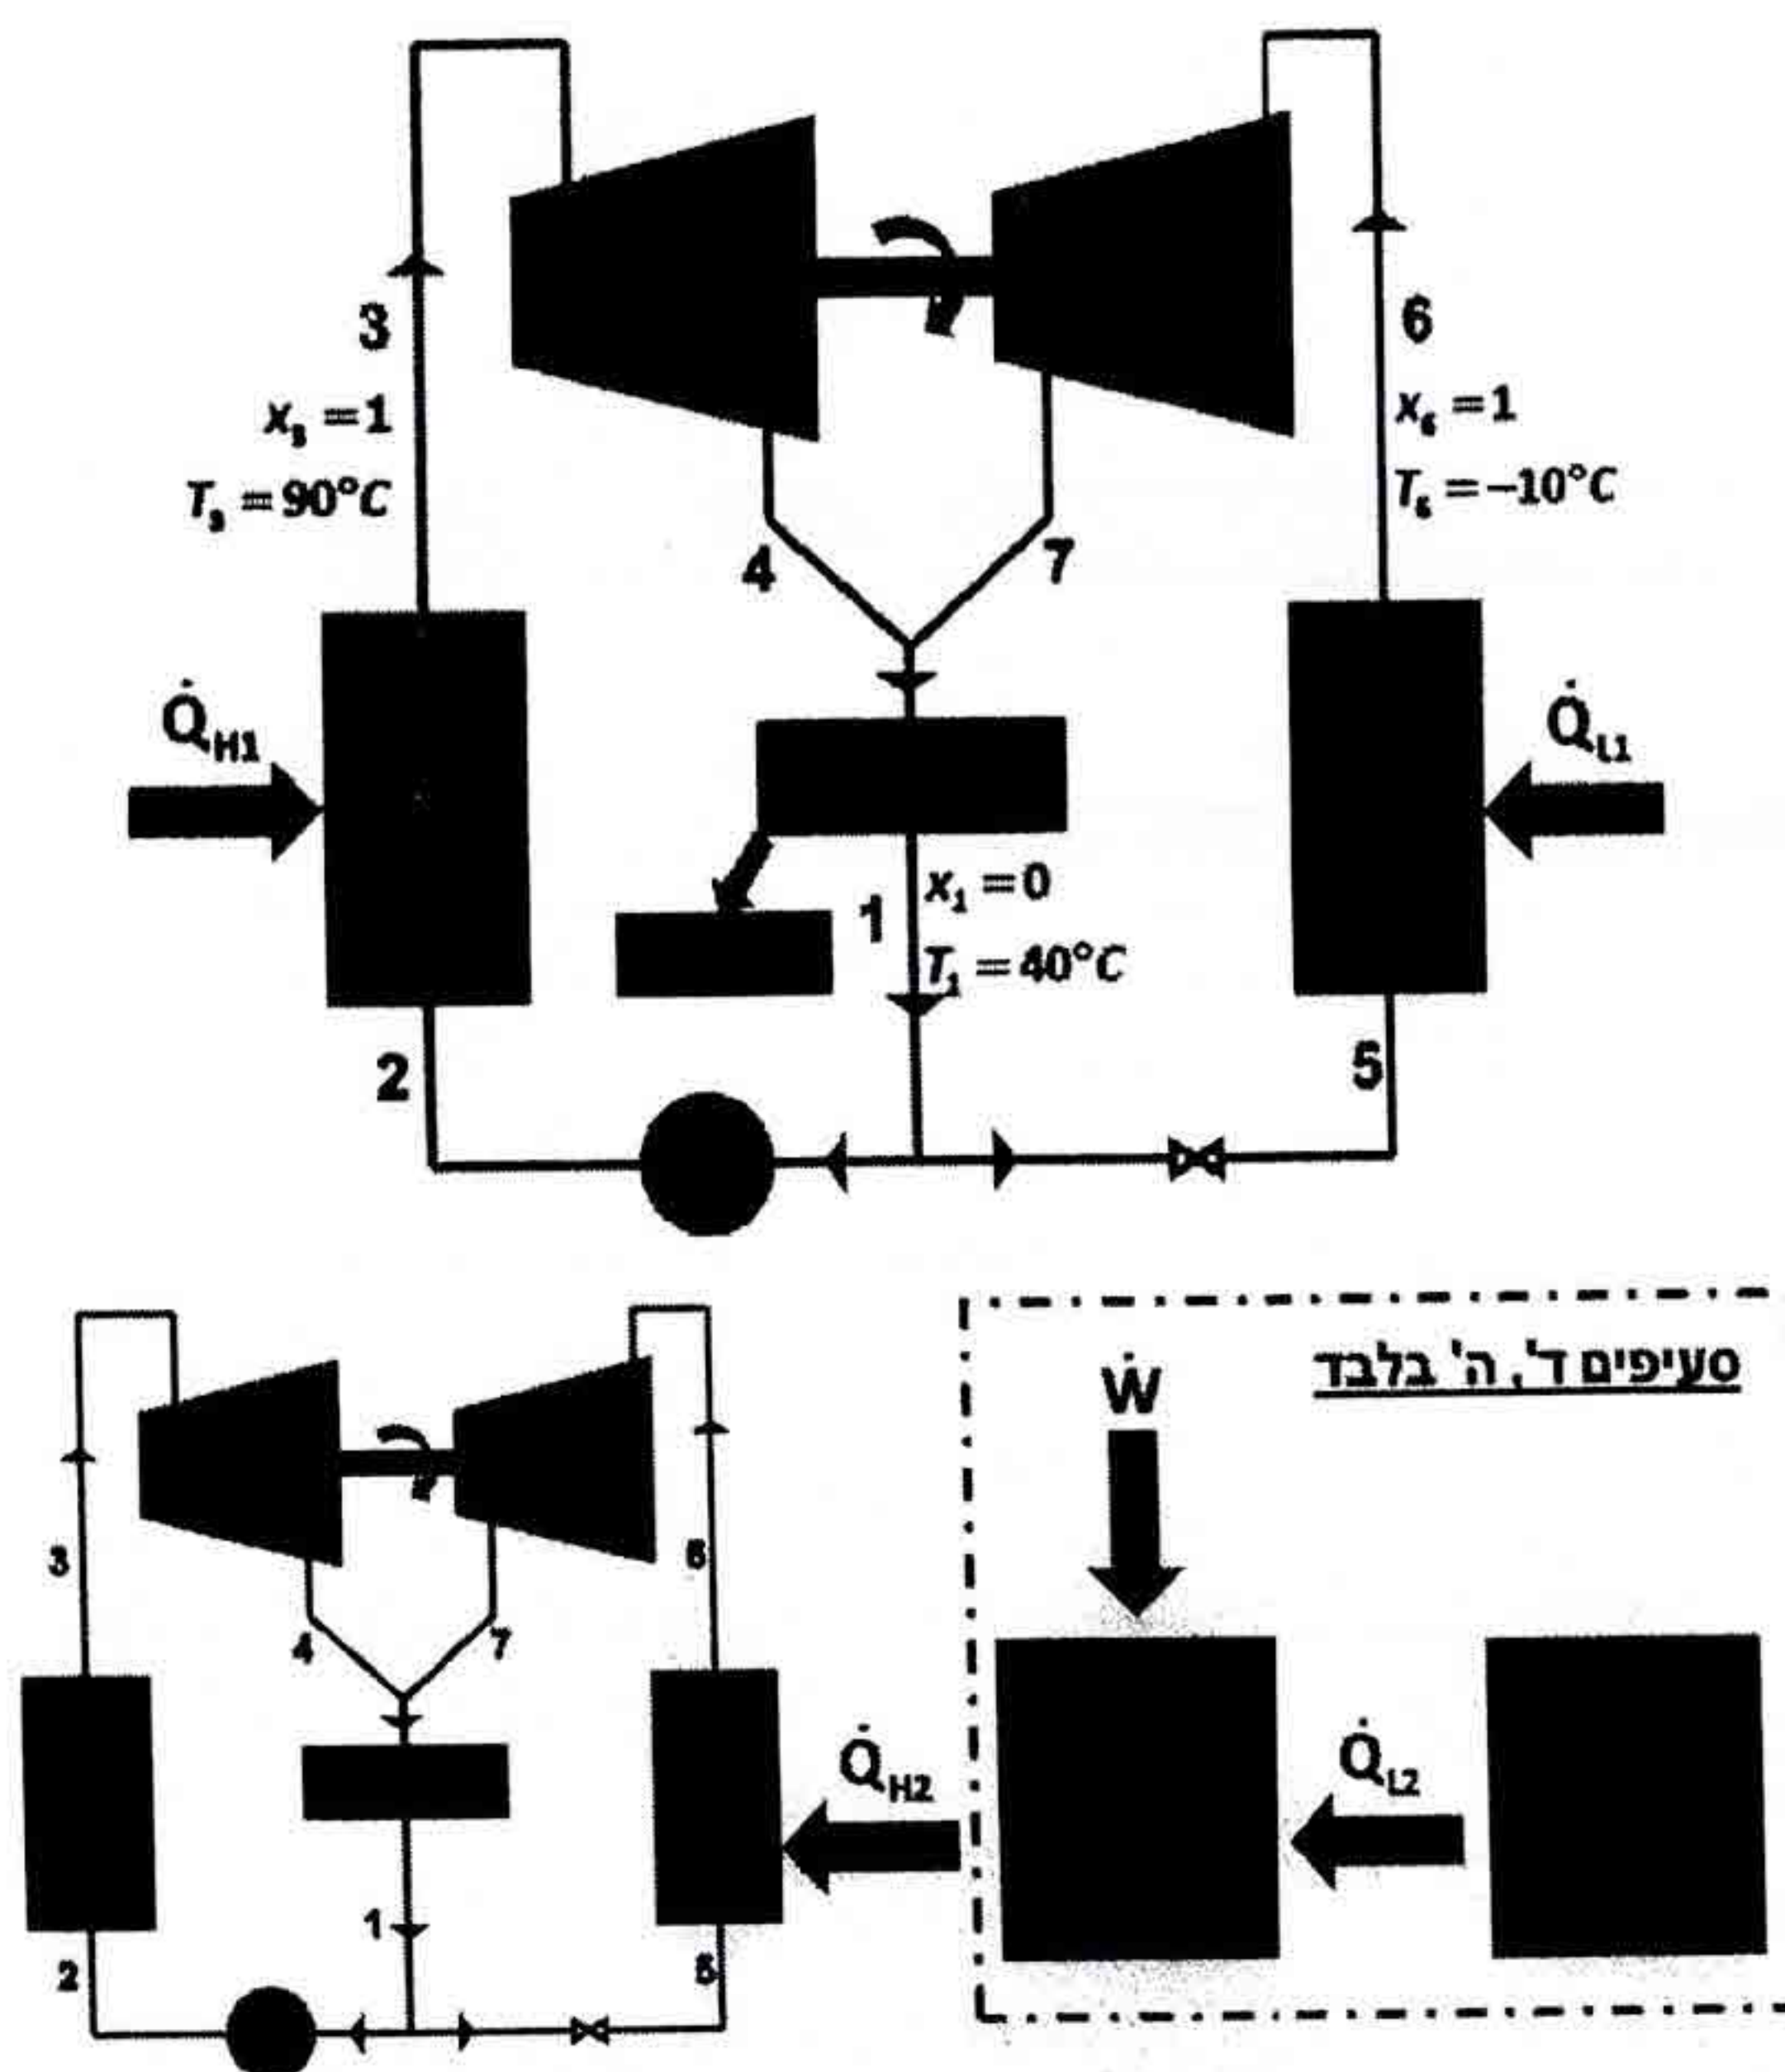 3
6
x₃ = 1
x₆ = 1
T₃ = 90°C
T₆ = −10°C
4
7
Q̇H1
Q̇L1
1
x₁ = 0
T₁ = 40°C
2
5
סעיפים ד', ה' בלבד
Ẇ
3
6
4
7
Q̇H2
Q̇L2
1
2
5